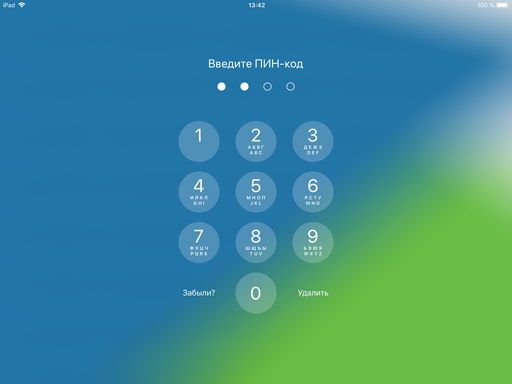 iPad 13:42 100 %
Введите ПИН-код
1 2 3
АБВГ ДЕЖЗ
ABC DEF
4 5 6
ИЙКЛ МНОП РСТУ
GHI JKL MNO
7 8 9
ФХЦЧ ШЩЪЫ ЬЭЮЯ
PQRS TUV WXYZ
Забыли? 0 Удалить